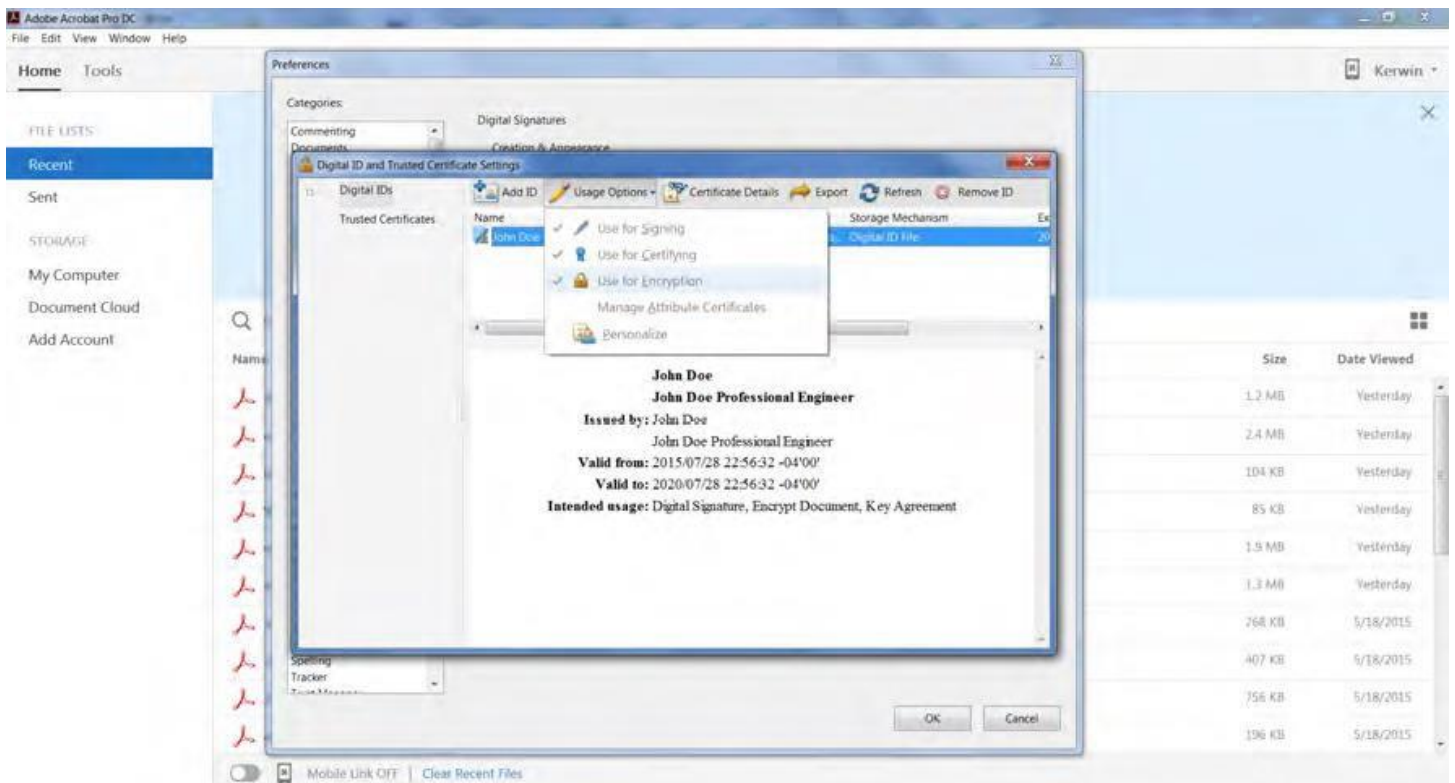 Adobe Acrobat Pro DC
File Edit View Window Help
Home Tools
Kerwin
FILE LISTS
Recent
Sent
STORAGE
My Computer
Document Cloud
Add Account
Preferences
Categories:
Commenting
Documents
Digital Signatures
Creation & Appearance
Digital ID and Trusted Certificate Settings
Digital IDs
Trusted Certificates
Add ID Usage Options Certificate Details Export Refresh Remove ID
Name Storage Mechanism Ex
John Doe Digital ID File 20
Use for Signing
Use for Certifying
Use for Encryption
Manage Attribute Certificates
Personalize
John Doe
John Doe Professional Engineer
Issued by: John Doe
John Doe Professional Engineer
Valid from: 2015/07/28 22:56:32 -04'00'
Valid to: 2020/07/28 22:56:32 -04'00'
Intended usage: Digital Signature, Encrypt Document, Key Agreement
Spelling
Tracker
OK Cancel
Name Size Date Viewed
1.2 MB Yesterday
2.4 MB Yesterday
104 KB Yesterday
85 KB Yesterday
1.9 MB Yesterday
1.3 MB Yesterday
768 KB 5/18/2015
407 KB 5/18/2015
756 KB 5/18/2015
196 KB 5/18/2015
Mobile Link OFF | Clear Recent Files